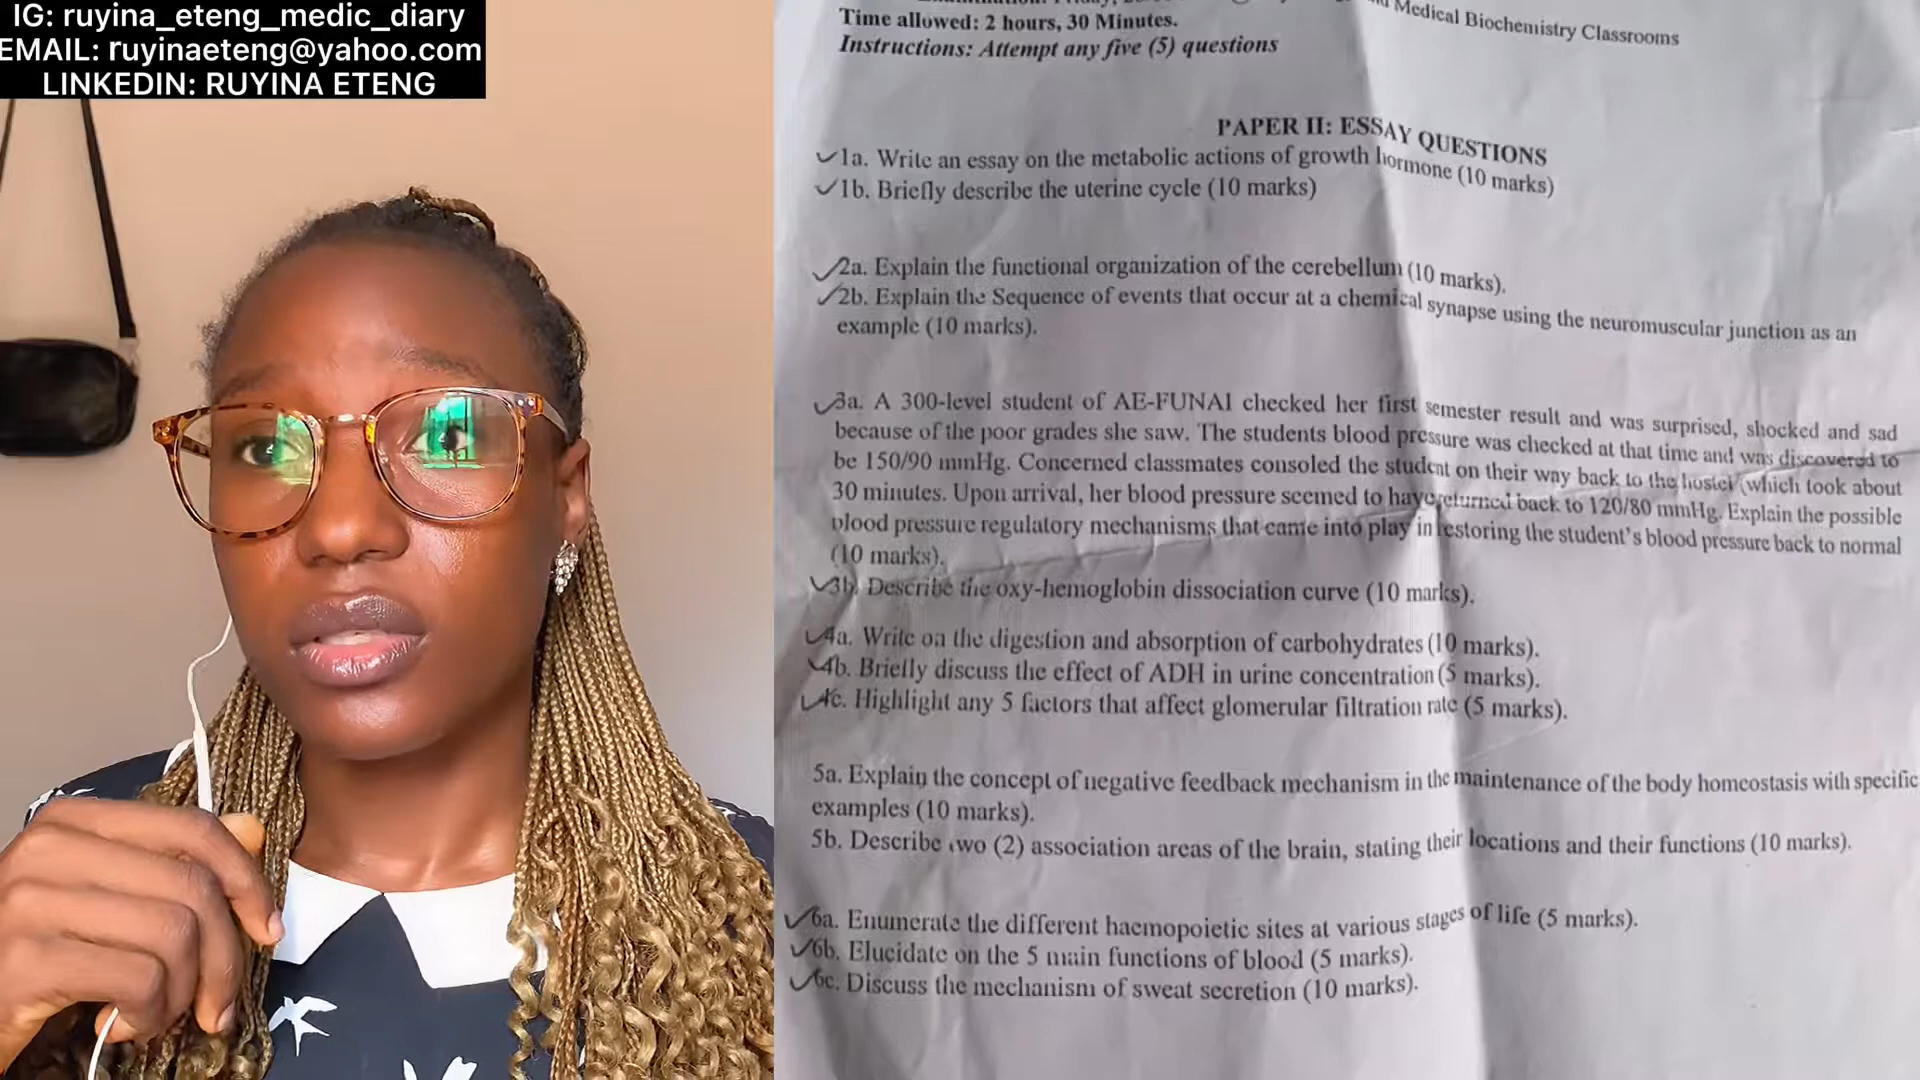 IG: ruyina_eteng_medic_diary
EMAIL: ruyinaeteng@yahoo.com
LINKEDIN: RUYINA ETENG
Medical Biochemistry Classrooms
Time allowed: 2 hours, 30 Minutes.
Instructions: Attempt any five (5) questions
PAPER II: ESSAY QUESTIONS
1a. Write an essay on the metabolic actions of growth hormone (10 marks)
1b. Briefly describe the uterine cycle (10 marks)
2a. Explain the functional organization of the cerebellum (10 marks).
2b. Explain the Sequence of events that occur at a chemical synapse using the neuromuscular junction as an
example (10 marks).
3a. A 300-level student of AE-FUNAI checked her first semester result and was surprised, shocked and sad
because of the poor grades she saw. The students blood pressure was checked at that time and was discovered to
be 150/90 mmHg. Concerned classmates consoled the student on their way back to the hostel (which took about
30 minutes. Upon arrival, her blood pressure seemed to have returned back to 120/80 mmHg. Explain the possible
blood pressure regulatory mechanisms that came into play in restoring the student's blood pressure back to normal
(10 marks).
3b. Describe the oxy-hemoglobin dissociation curve (10 marks).
4a. Write on the digestion and absorption of carbohydrates (10 marks).
4b. Briefly discuss the effect of ADH in urine concentration (5 marks).
4c. Highlight any 5 factors that affect glomerular filtration rate (5 marks).
5a. Explain the concept of negative feedback mechanism in the maintenance of the body homeostasis with specific
examples (10 marks).
5b. Describe two (2) association areas of the brain, stating their locations and their functions (10 marks).
6a. Enumerate the different haemopoietic sites at various stages of life (5 marks).
6b. Elucidate on the 5 main functions of blood (5 marks).
6c. Discuss the mechanism of sweat secretion (10 marks).